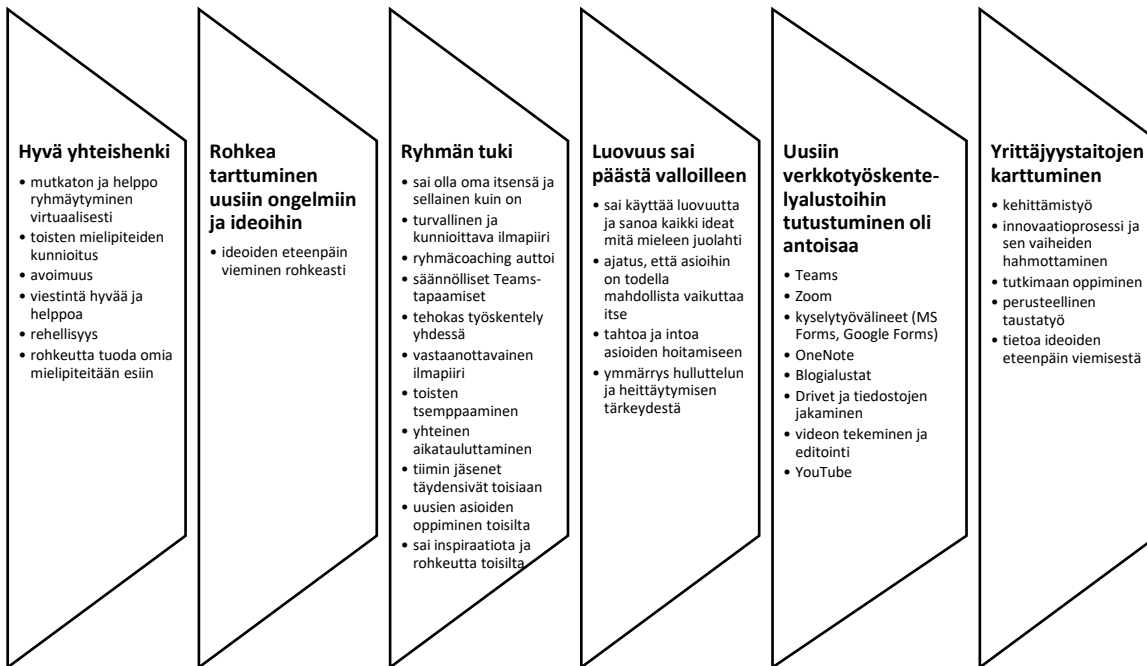 Hyvä yhteishenki
• mutkaton ja helppo
ryhmäytyminen
virtuaalisesti
• toisten mielipiteiden
kunnioitus
• avoimuus
• viestintä hyvää ja
helppoa
• rehellisyys
• rohkeutta tuoda omia
mielipiteitään esiin
Rohkea
tarttuminen
uusiin ongelmiin
ja ideoihin
• ideoiden eteenpäin
vieminen rohkeasti
Ryhmän tuki
• sai olla oma itsensä ja
sellainen kuin on
• turvallinen ja
kunnioittava ilmapiiri
• ryhmäcoaching auttoi
• säännölliset Teams-
tapaamiset
• tehokas työskentely
yhdessä
• vastaanottavainen
ilmapiiri
• toisten
tsemppaaminen
• yhteinen
aikatauluttaminen
• tiimin jäsenet
täydensivät toisiaan
• uusien asioiden
oppiminen toisilta
• sai inspiraatiota ja
rohkeutta toisilta
Luovuus sai
päästä valloilleen
• sai käyttää luovuutta
ja sanoa kaikki ideat
mitä mieleen juolahti
• ajatus, että asioihin
on todella
mahdollista vaikuttaa
itse
• tahtoa ja intoa
asioiden hoitamiseen
• ymmärrys hulluttelun
ja heittäytymisen
tärkeydestä
Uusiin
verkkotyöskente-
lyalustoihin
tutustuminen oli
antoisaa
• Teams
• Zoom
• kyselytyövälineet (MS
Forms, Google Forms)
• OneNote
• Blogialustat
• Drivet ja tiedostojen
jakaminen
• videon tekeminen ja
editointi
• YouTube
Yrittäjyystaitojen
karttuminen
• kehittämistyö
• innovaatioprosessi ja
sen vaiheiden
hahmottaminen
• tutkimaan oppiminen
• perusteellinen
taustatyö
• tietoa ideoiden
eteenpäin viemisestä